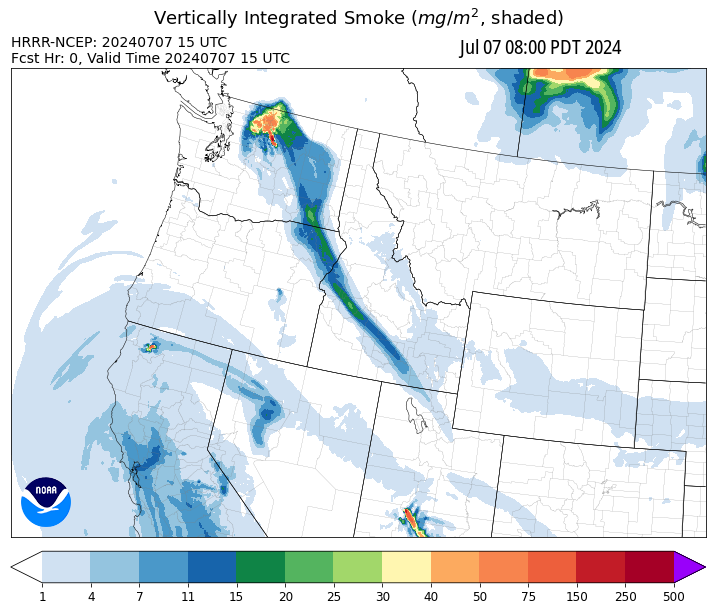 Vertically Integrated Smoke (mg/m², shaded)
HRRR-NCEP: 20240707 15 UTC
Jul 07 08:00 PDT 2024
Fcst Hr: 0, Valid Time 20240707 15 UTC
NOAA
1 4 7 11 15 20 25 30 40 50 75 150 250 500